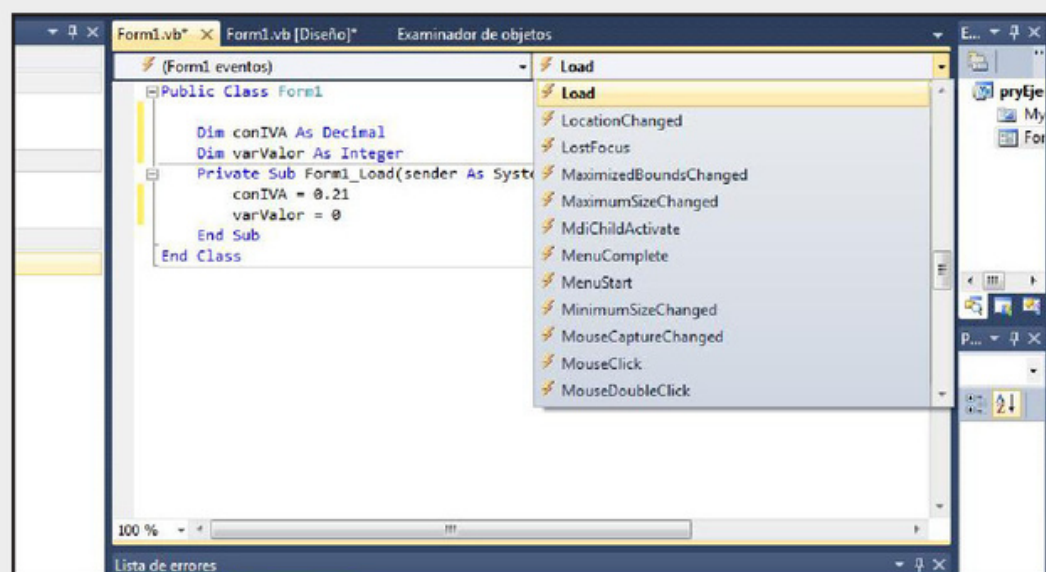 Form1.vb*
Form1.vb [Diseño]*
Examinador de objetos
E...
(Form1 eventos)
Load
Public Class Form1
Dim conIVA As Decimal
Dim varValor As Integer
Private Sub Form1_Load(sender As Syst
conIVA = 0.21
varValor = 0
End Sub
End Class
Load
LocationChanged
LostFocus
MaximizedBoundsChanged
MaximumSizeChanged
MdiChildActivate
MenuComplete
MenuStart
MinimumSizeChanged
MouseCaptureChanged
MouseClick
MouseDoubleClick
pryEje
My
For
P...
100 %
Lista de errores